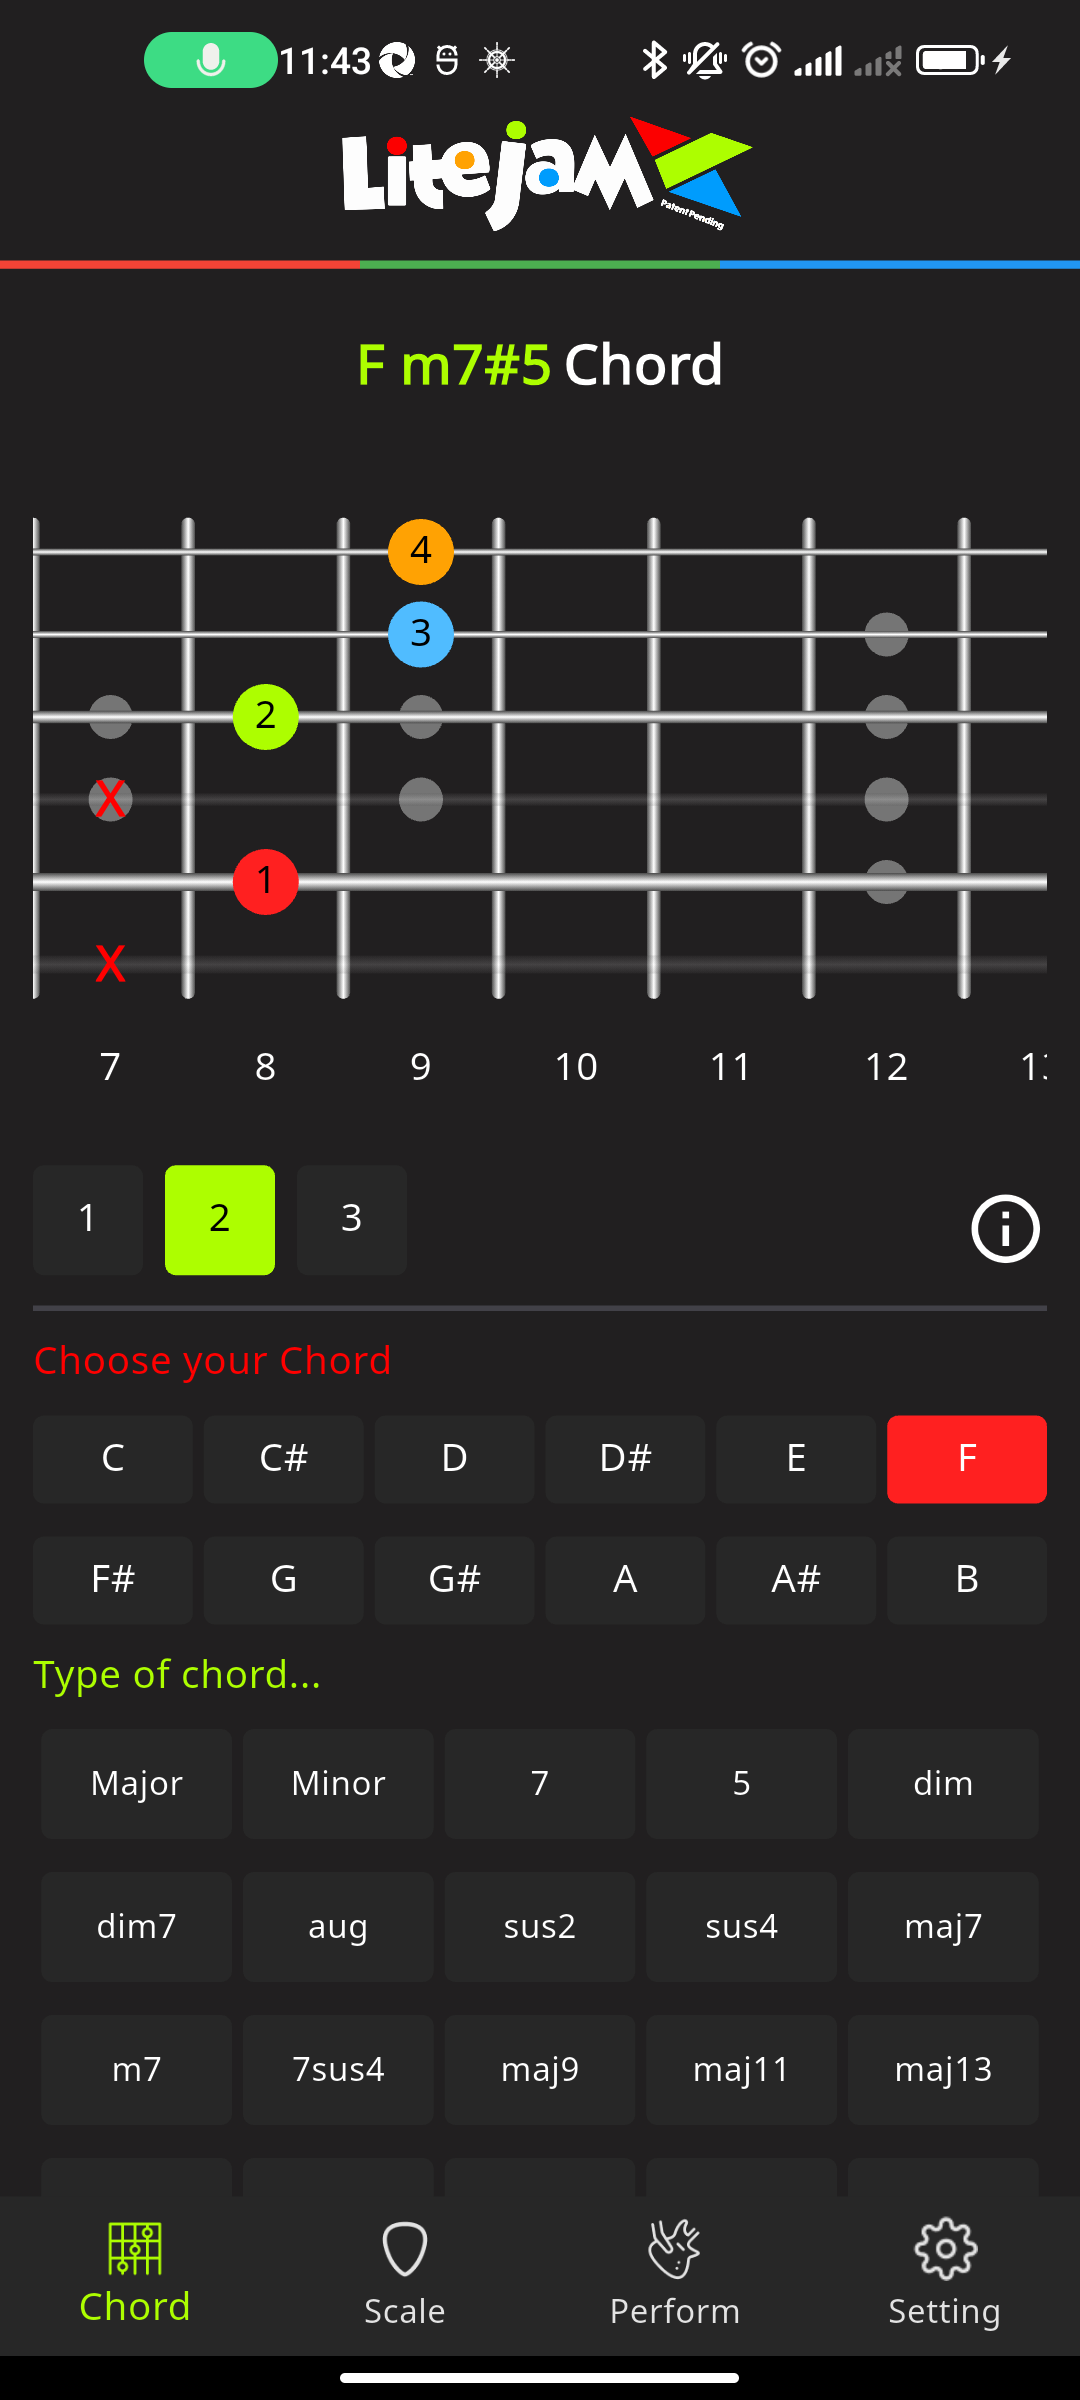 11:43
Litejam
Patent Pending
F m7#5 Chord
4
3
2
X
1
X
7 8 9 10 11 12
1 2 3
Choose your Chord
C C# D D# E F
F# G G# A A# B
Type of chord...
Major Minor 7 5 dim
dim7 aug sus2 sus4 maj7
m7 7sus4 maj9 maj11 maj13
Chord Scale Perform Setting